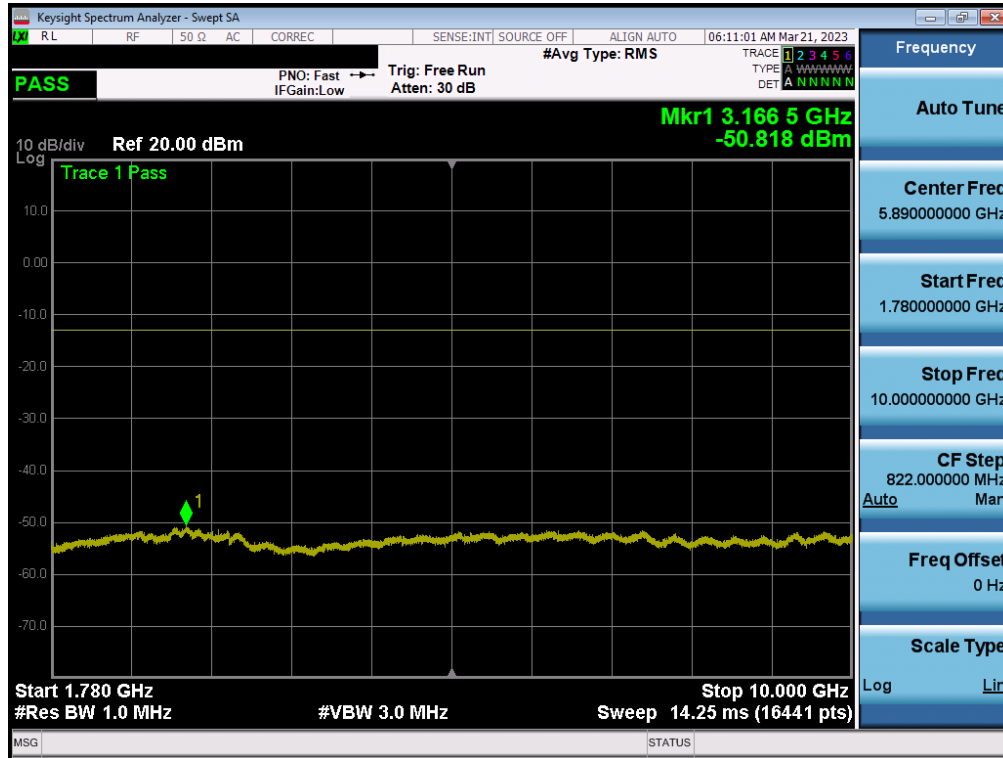 Keysight Spectrum Analyzer - Swept SA
LXI RL RF 50 Ω AC CORREC SENSE:INT SOURCE OFF ALIGN AUTO 06:11:01 AM Mar 21, 2023
#Avg Type: RMS TRACE 1 2 3 4 5 6
PASS PNO: Fast Trig: Free Run TYPE A WWWWW
IFGain:Low Atten: 30 dB DET A N N N N N
Mkr1 3.166 5 GHz
-50.818 dBm
10 dB/div Ref 20.00 dBm
Log
Trace 1 Pass
10.0
0.00
-10.0
-20.0
-30.0
-40.0
1
-50.0
-60.0
-70.0
Start 1.780 GHz Stop 10.000 GHz
#Res BW 1.0 MHz #VBW 3.0 MHz Sweep 14.25 ms (16441 pts)
MSG STATUS
Frequency
Auto Tune
Center Freq
5.890000000 GHz
Start Freq
1.780000000 GHz
Stop Freq
10.000000000 GHz
CF Step
822.000000 MHz
Auto Man
Freq Offset
0 Hz
Scale Type
Log Lin